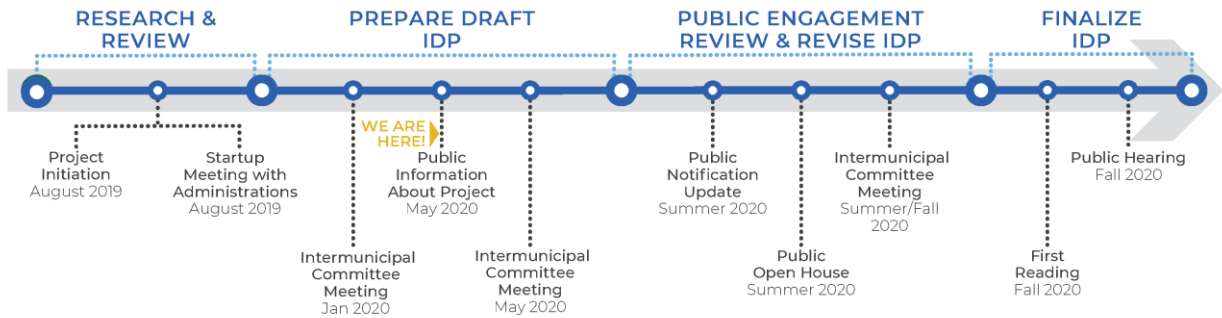 RESEARCH &
REVIEW
PREPARE DRAFT
IDP
PUBLIC ENGAGEMENT
REVIEW & REVISE IDP
FINALIZE
IDP
WE ARE
HERE!
Project
Initiation
August 2019
Startup
Meeting with
Administrations
August 2019
Intermunicipal
Committee
Meeting
Jan 2020
Public
Information
About Project
May 2020
Intermunicipal
Committee
Meeting
May 2020
Public
Notification
Update
Summer 2020
Public
Open House
Summer 2020
Intermunicipal
Committee
Meeting
Summer/Fall
2020
First
Reading
Fall 2020
Public Hearing
Fall 2020